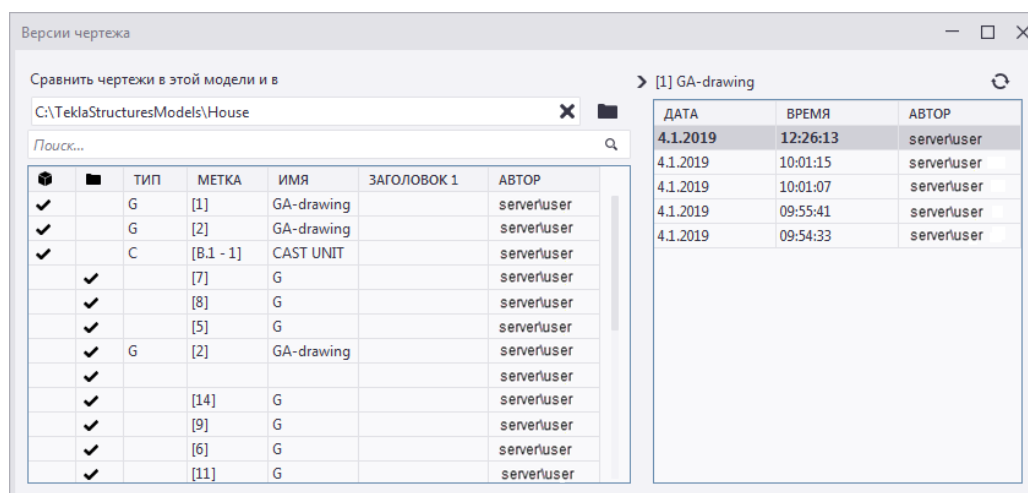 Версии чертежа
Сравнить чертежи в этой модели и в
C:\TeklaStructuresModels\House
Поиск...
ТИП МЕТКА ИМЯ ЗАГОЛОВОК 1 АВТОР
G [1] GA-drawing server\user
G [2] GA-drawing server\user
C [B.1 - 1] CAST UNIT server\user
[7] G server\user
[8] G server\user
[5] G server\user
G [2] GA-drawing server\user
server\user
[14] G server\user
[9] G server\user
[6] G server\user
[11] G server\user
[1] GA-drawing
ДАТА ВРЕМЯ АВТОР
4.1.2019 12:26:13 server\user
4.1.2019 10:01:15 server\user
4.1.2019 10:01:07 server\user
4.1.2019 09:55:41 server\user
4.1.2019 09:54:33 server\user